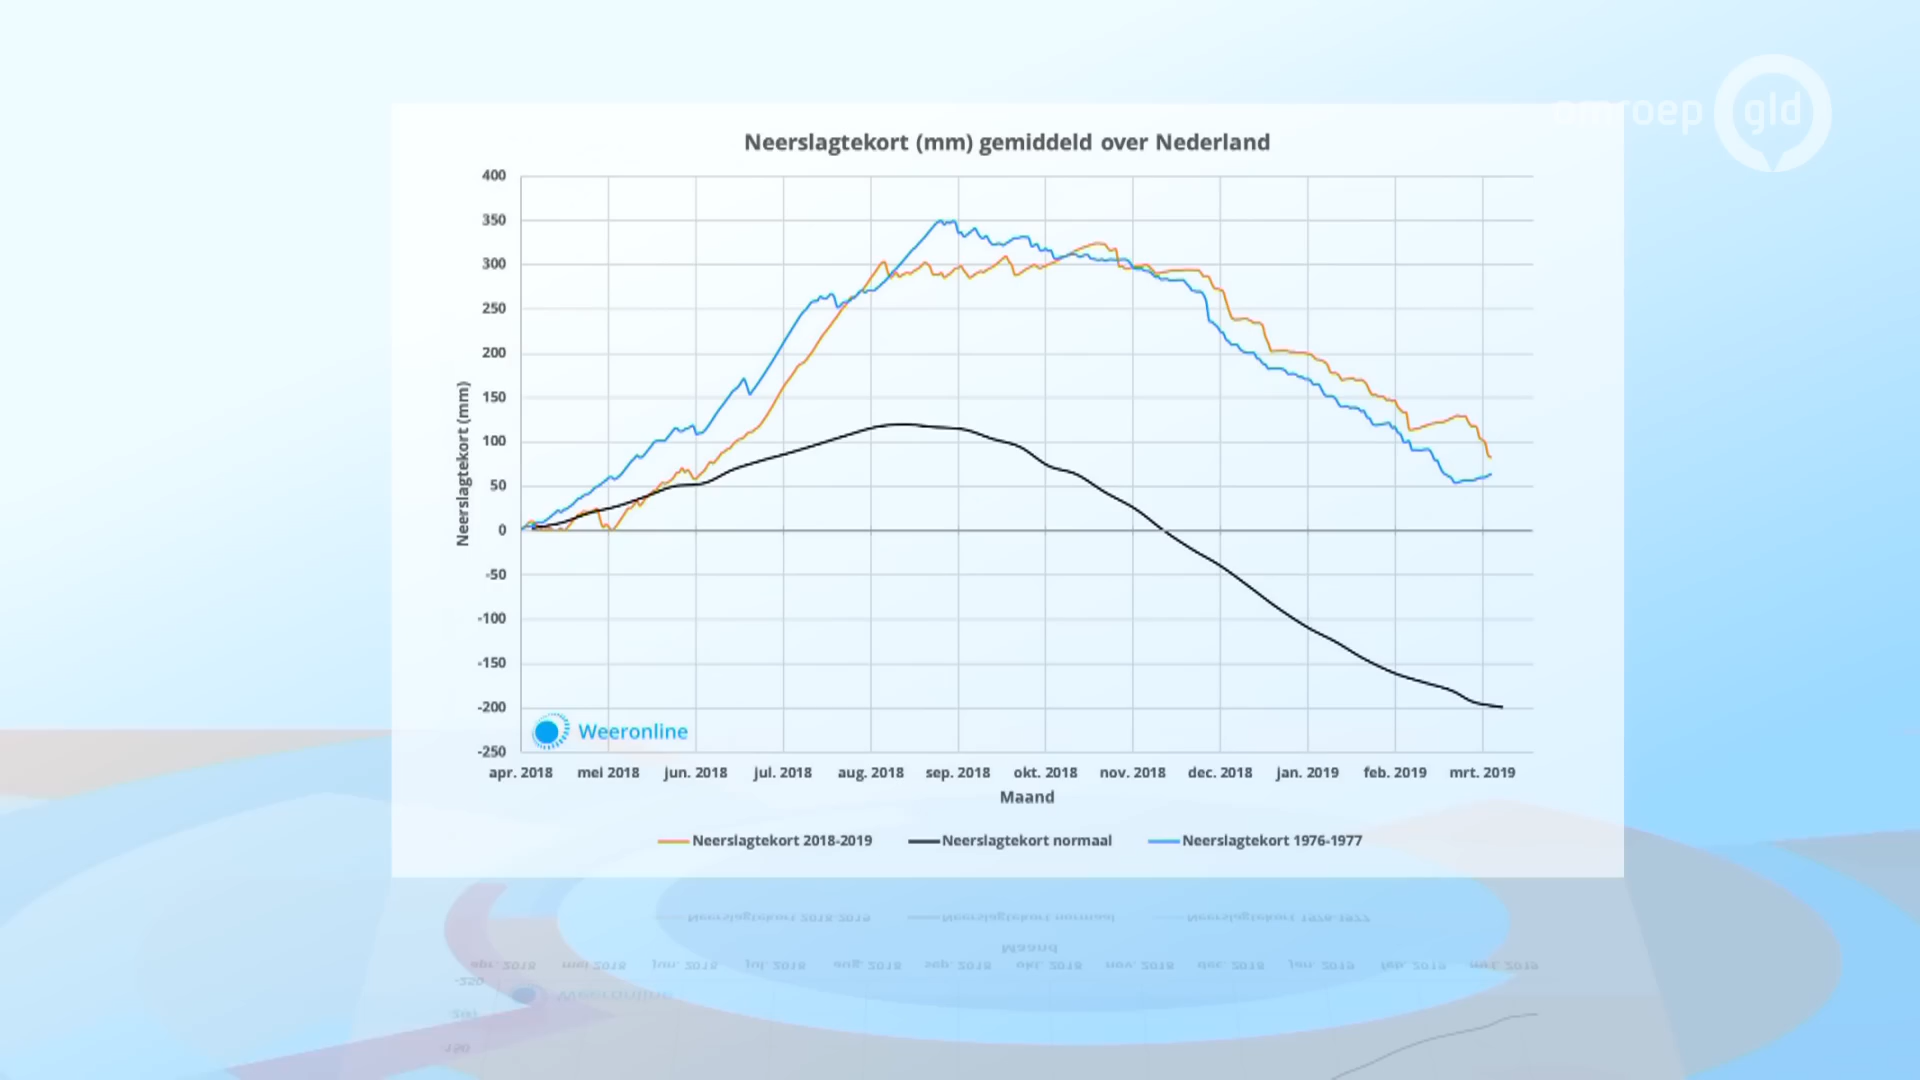 omroep gld
Neerslagtekort (mm) gemiddeld over Nederland
400
350
300
250
200
150
100
50
0
-50
-100
-150
-200
-250
Neerslagtekort (mm)
Weeronline
apr. 2018 mei 2018 jun. 2018 jul. 2018 aug. 2018 sep. 2018 okt. 2018 nov. 2018 dec. 2018 jan. 2019 feb. 2019 mrt. 2019
Maand
Neerslagtekort 2018-2019 Neerslagtekort normaal Neerslagtekort 1976-1977